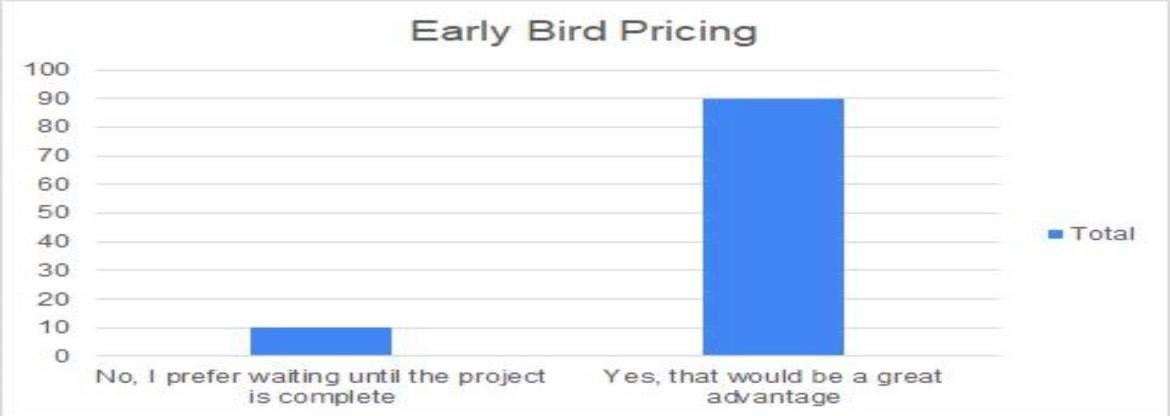 Early Bird Pricing
100
90
80
70
60
50
40
30
20
10
0
No, I prefer waiting until the project
is complete
Yes, that would be a great
advantage
Total